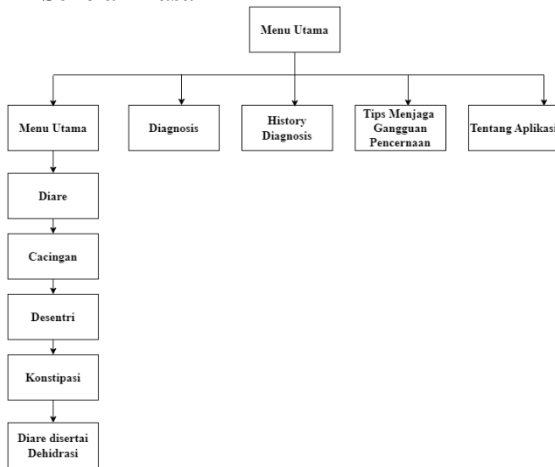 Menu Utama
Menu Utama
Diagnosis
History
Diagnosis
Tips Menjaga
Gangguan
Pencernaan
Tentang Aplikasi
Diare
Cacingan
Desentri
Konstipasi
Diare disertai
Dehidrasi